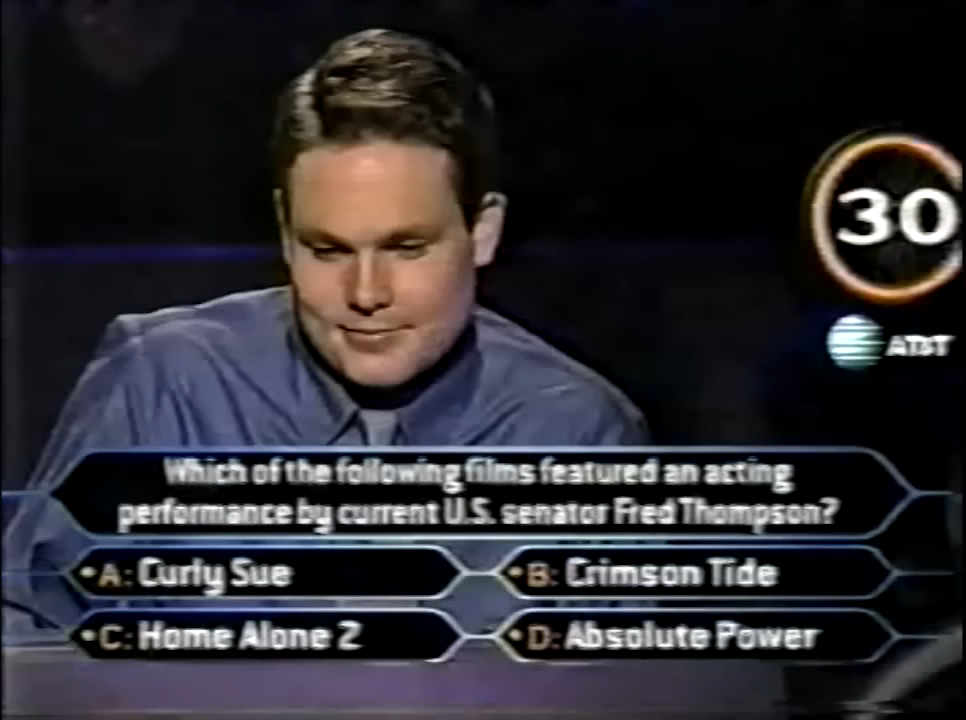 30
AT&T
Which of the following films featured an acting
performance by current U.S. senator Fred Thompson?
A: Curly Sue
B: Crimson Tide
C: Home Alone 2
D: Absolute Power